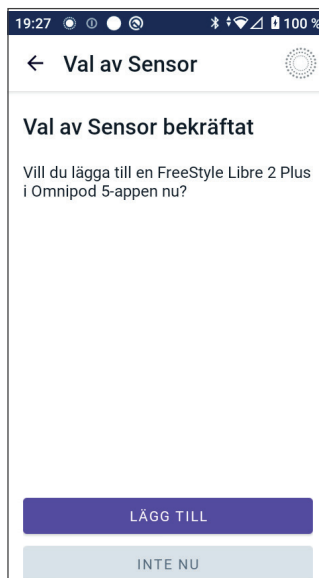 19:27 100 %
Val av Sensor
Val av Sensor bekräftat
Vill du lägga till en FreeStyle Libre 2 Plus
i Omnipod 5-appen nu?
LÄGG TILL
INTE NU